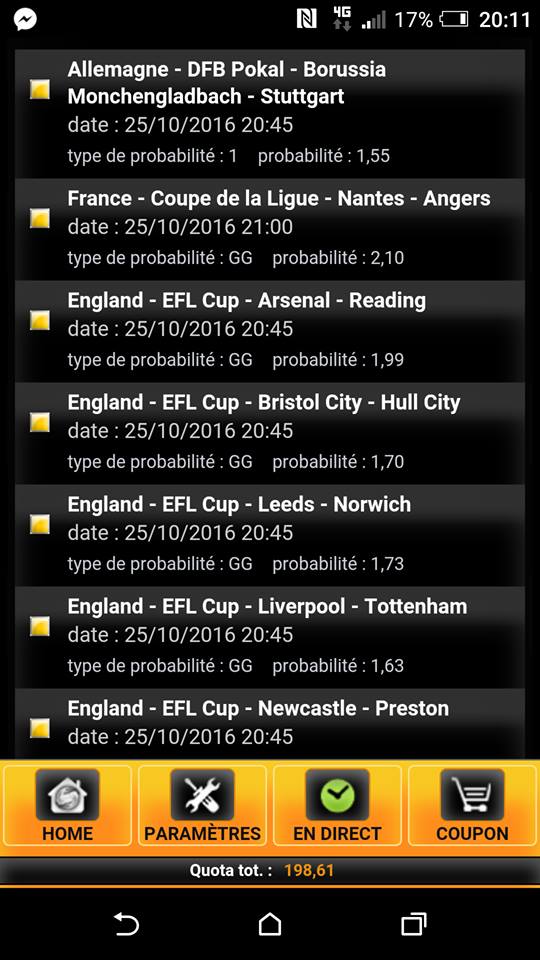 4G 17% 20:11
Allemagne - DFB Pokal - Borussia
Monchengladbach - Stuttgart
date : 25/10/2016 20:45
type de probabilité : 1 probabilité : 1,55
France - Coupe de la Ligue - Nantes - Angers
date : 25/10/2016 21:00
type de probabilité : GG probabilité : 2,10
England - EFL Cup - Arsenal - Reading
date : 25/10/2016 20:45
type de probabilité : GG probabilité : 1,99
England - EFL Cup - Bristol City - Hull City
date : 25/10/2016 20:45
type de probabilité : GG probabilité : 1,70
England - EFL Cup - Leeds - Norwich
date : 25/10/2016 20:45
type de probabilité : GG probabilité : 1,73
England - EFL Cup - Liverpool - Tottenham
date : 25/10/2016 20:45
type de probabilité : GG probabilité : 1,63
England - EFL Cup - Newcastle - Preston
date : 25/10/2016 20:45
HOME PARAMÈTRES EN DIRECT COUPON
Quota tot. : 198,61